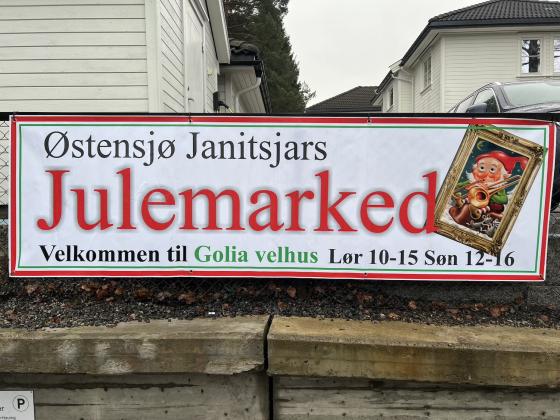 Østensjø Janitsjars
Julemarked
Velkommen til Golia velhus Lør 10-15 Søn 12-16
P